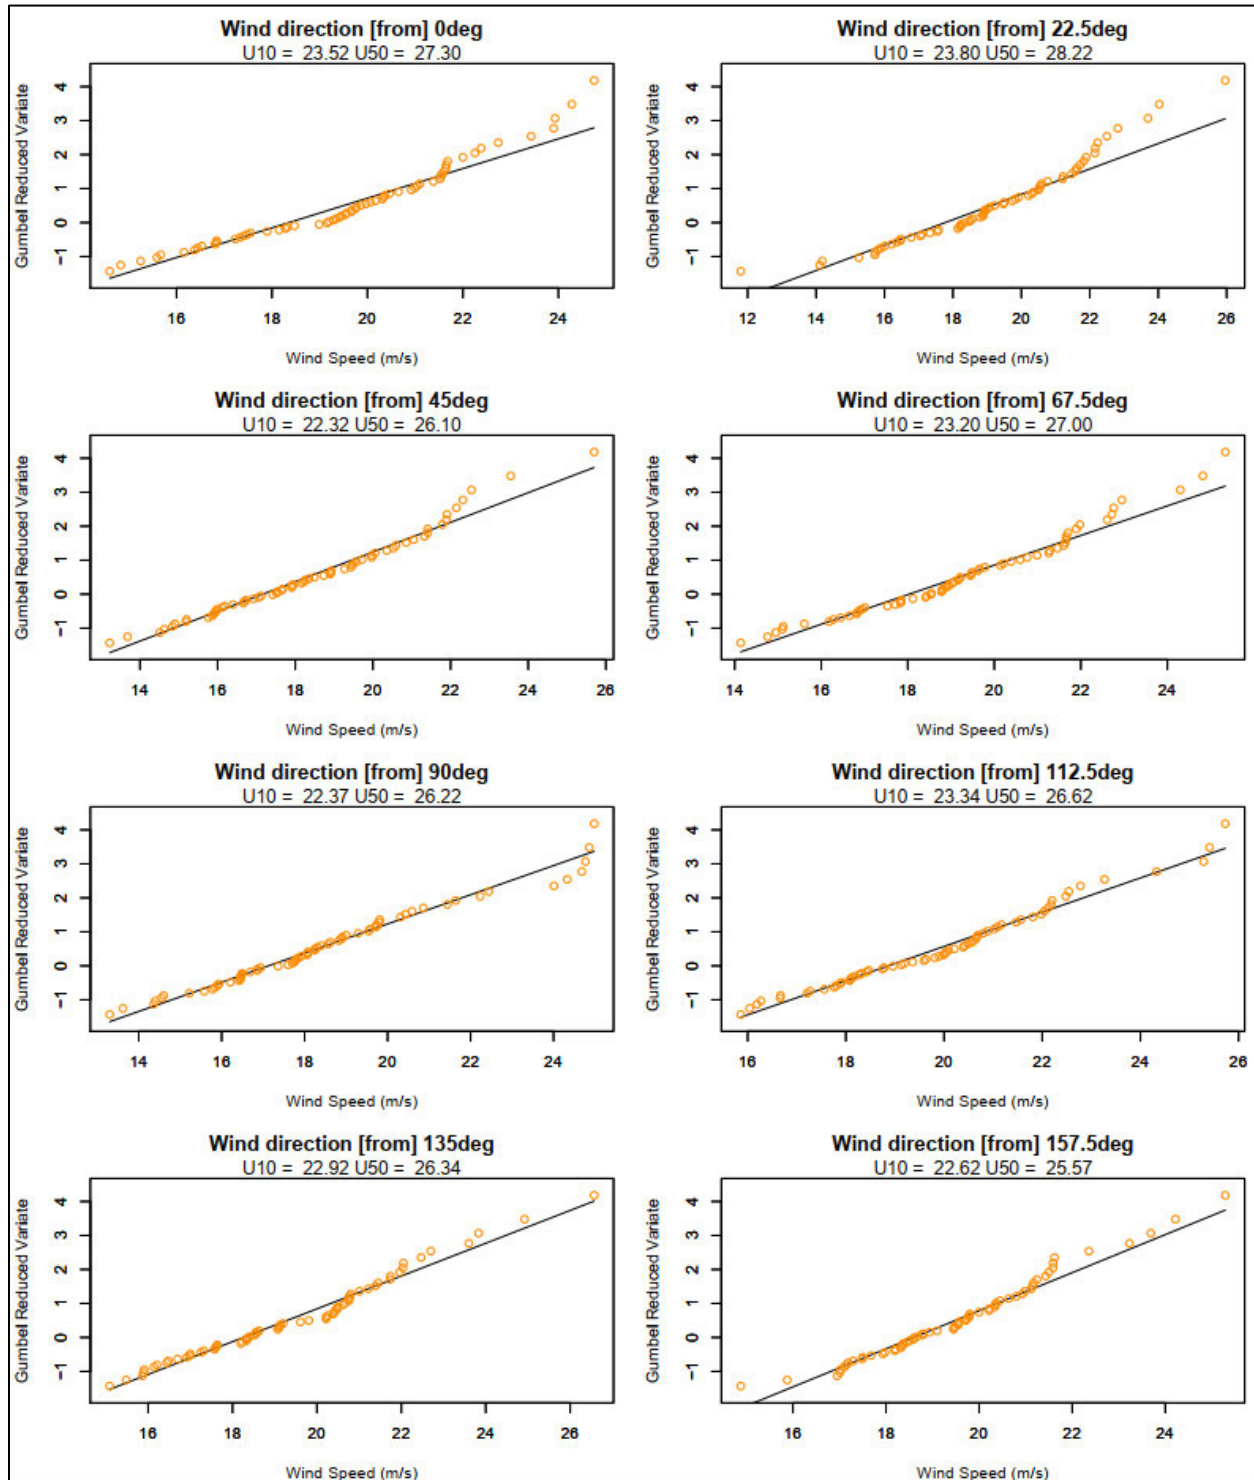 Wind direction [from] 0deg
U10 = 23.52 U50 = 27.30
Gumbel Reduced Variate
4
3
2
1
0
−1
16 18 20 22 24
Wind Speed (m/s)
Wind direction [from] 22.5deg
U10 = 23.80 U50 = 28.22
Gumbel Reduced Variate
4
3
2
1
0
−1
12 14 16 18 20 22 24 26
Wind Speed (m/s)
Wind direction [from] 45deg
U10 = 22.32 U50 = 26.10
Gumbel Reduced Variate
4
3
2
1
0
−1
14 16 18 20 22 24 26
Wind Speed (m/s)
Wind direction [from] 67.5deg
U10 = 23.20 U50 = 27.00
Gumbel Reduced Variate
4
3
2
1
0
−1
14 16 18 20 22 24
Wind Speed (m/s)
Wind direction [from] 90deg
U10 = 22.37 U50 = 26.22
Gumbel Reduced Variate
4
3
2
1
0
−1
14 16 18 20 22 24
Wind Speed (m/s)
Wind direction [from] 112.5deg
U10 = 23.34 U50 = 26.62
Gumbel Reduced Variate
4
3
2
1
0
−1
16 18 20 22 24 26
Wind Speed (m/s)
Wind direction [from] 135deg
U10 = 22.92 U50 = 26.34
Gumbel Reduced Variate
4
3
2
1
0
−1
16 18 20 22 24 26
Wind Speed (m/s)
Wind direction [from] 157.5deg
U10 = 22.62 U50 = 25.57
Gumbel Reduced Variate
4
3
2
1
0
−1
16 18 20 22 24
Wind Speed (m/s)